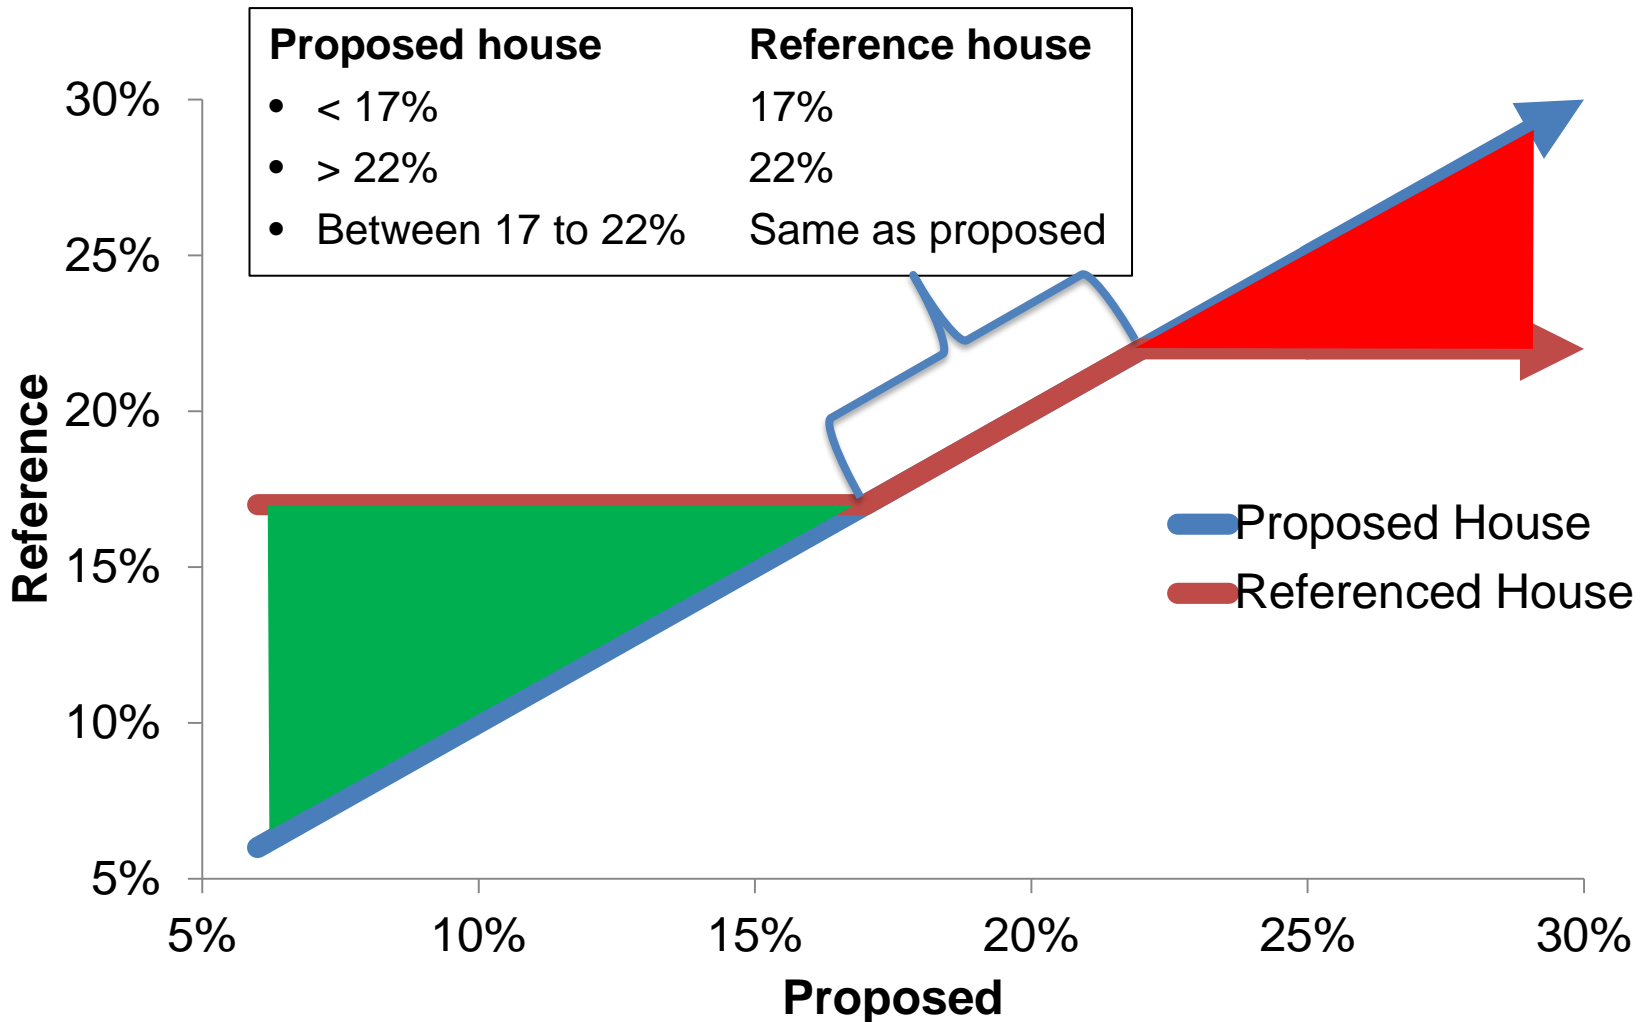 Proposed house Reference house
• < 17% 17%
• > 22% 22%
• Between 17 to 22% Same as proposed
30%
25%
20%
15%
10%
5%
Reference
Proposed House
Referenced House
5% 10% 15% 20% 25% 30%
Proposed